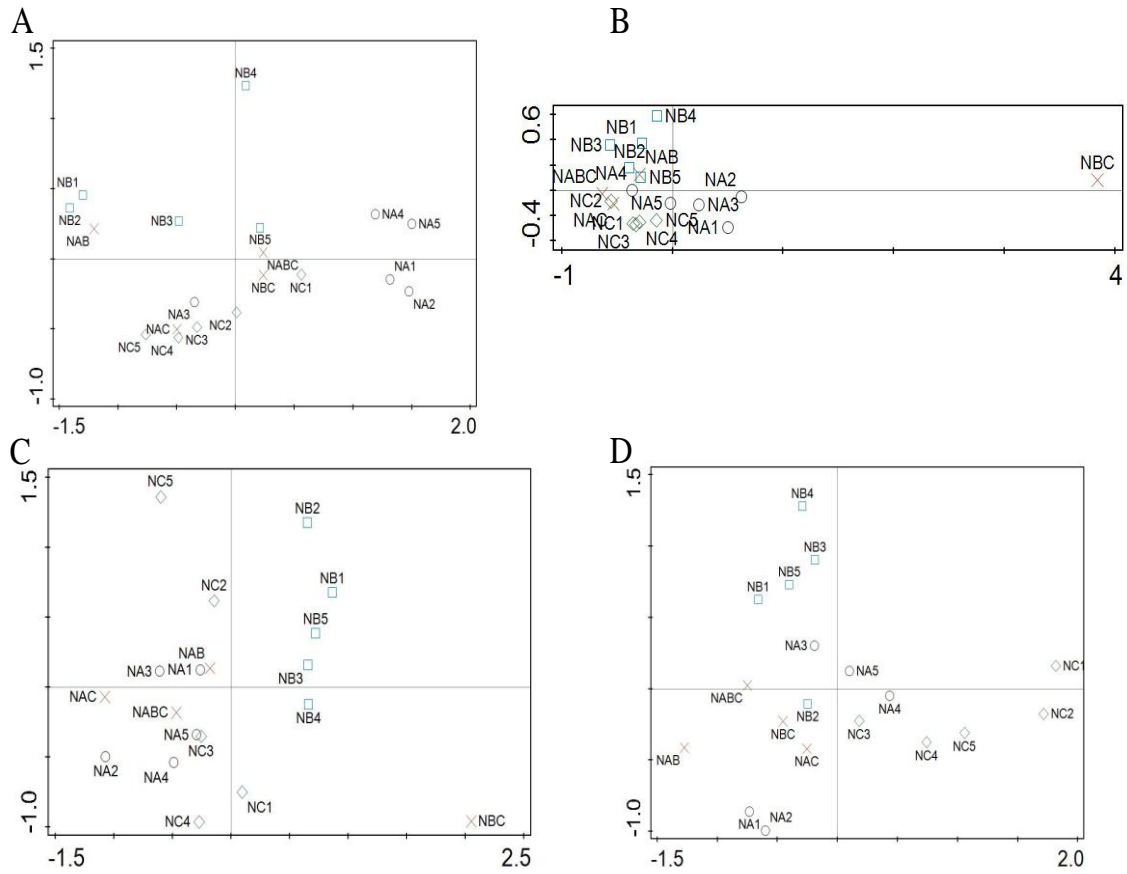 A
1.5
NB4
NB1
NB2
NAB
NB3
NB5
NA4
NA5
NABC
NBC
NC1
NA1
NA2
NA3
NAC
NC2
NC3
NC5
NC4
-1.0
-1.5
2.0
B
0.6
NB1
NB4
NB3
NB2
NAB
NABC
NA4
NB5
NA2
NBC
NC2
NA5
NA3
NAC
NC1
NC5
NA1
NC3
NC4
-0.4
-1
4
C
1.5
NC5
NB2
NC2
NB1
NB5
NAB
NA3
NA1
NB3
NAC
NABC
NB4
NA5
NC3
NA2
NA4
NC1
NC4
NBC
-1.0
-1.5
2.5
D
1.5
NB4
NB3
NB5
NB1
NA3
NA5
NC1
NABC
NA4
NB2
NC2
NBC
NC3
NC5
NAB
NAC
NC4
NA1
NA2
-1.0
-1.5
2.0